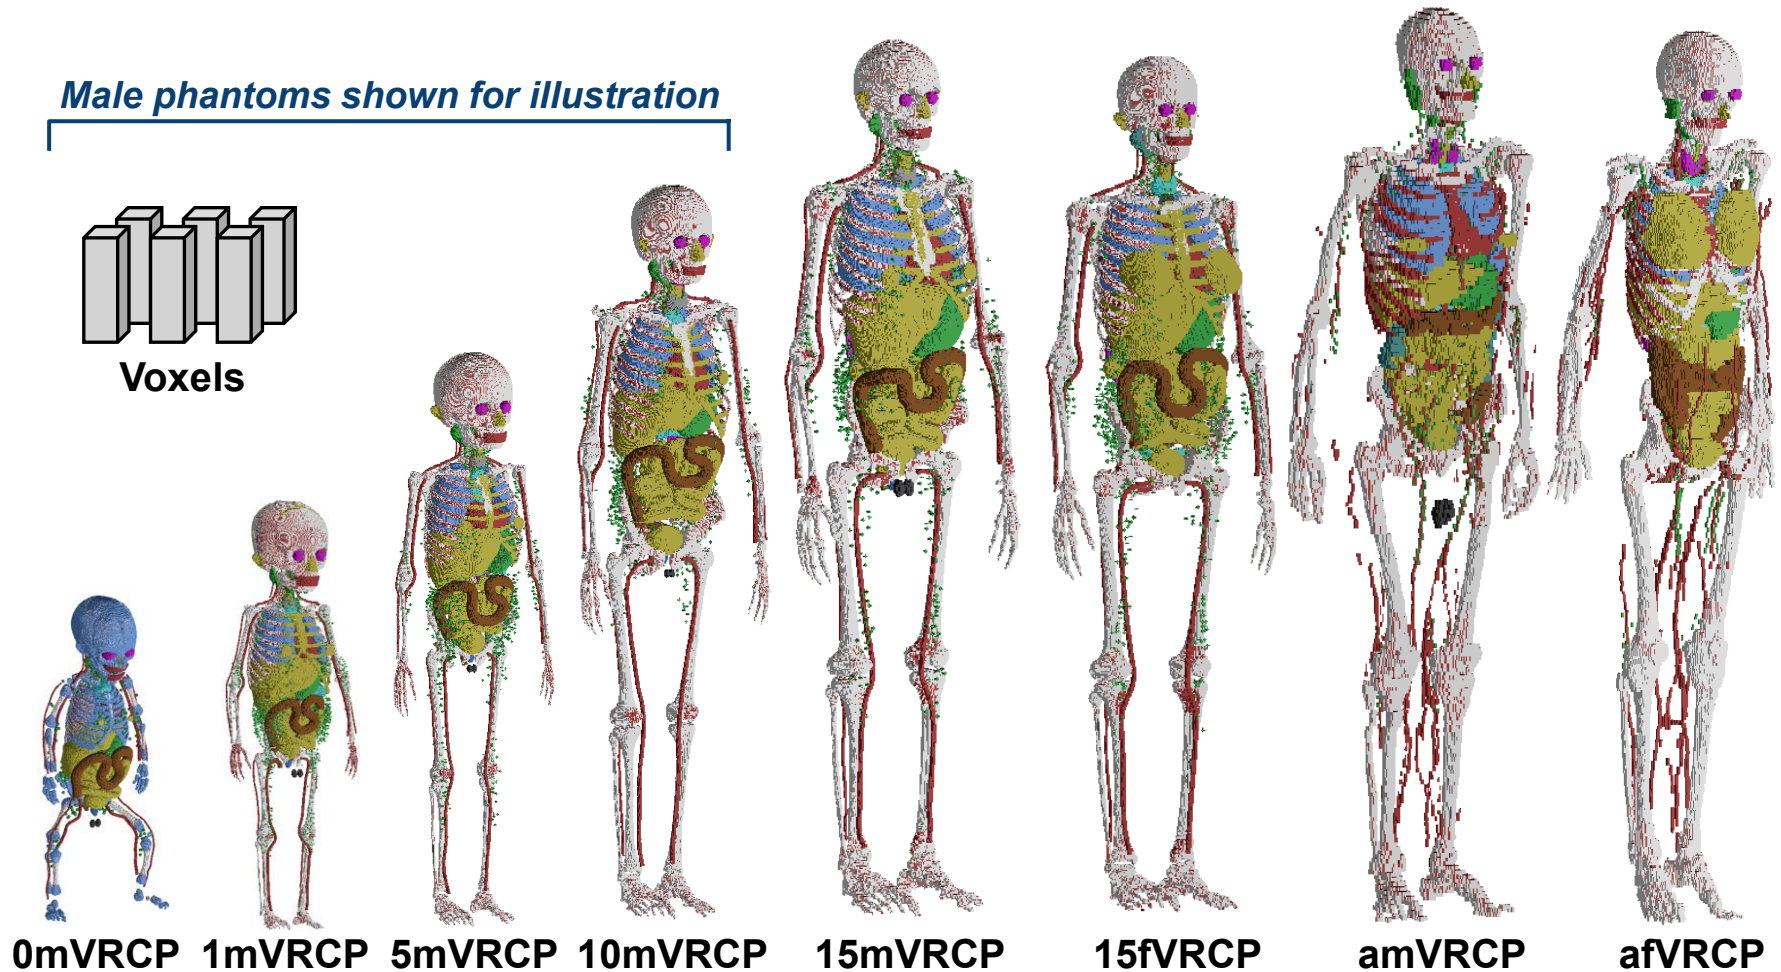 Male phantoms shown for illustration
Voxels
0mVRCP 1mVRCP 5mVRCP 10mVRCP 15mVRCP 15fVRCP amVRCP afVRCP